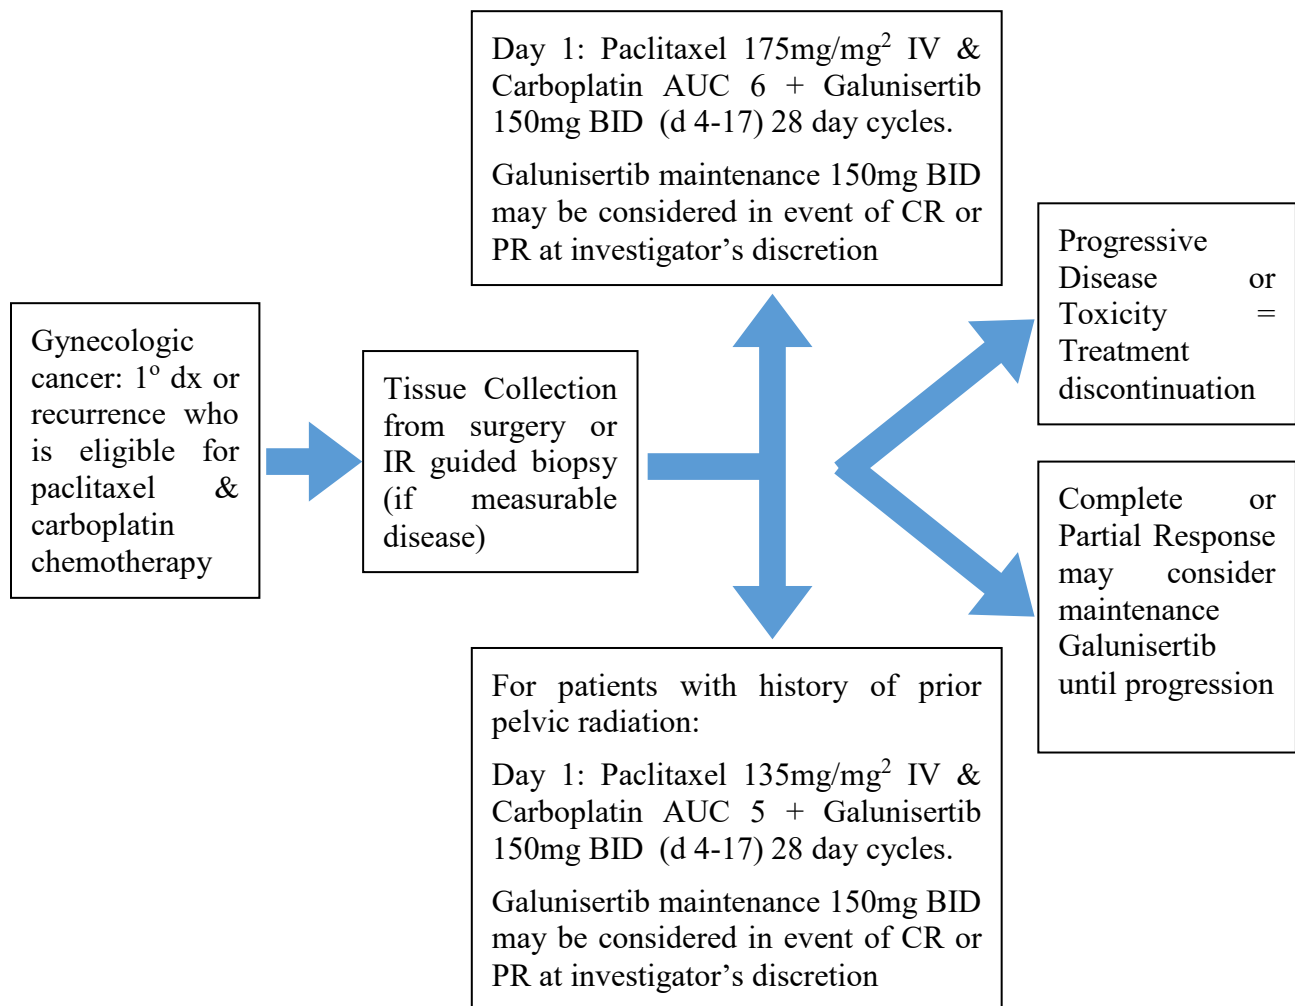 Gynecologic
cancer: 1º dx or
recurrence who
is eligible for
paclitaxel &
carboplatin
chemotherapy
Tissue Collection
from surgery or
IR guided biopsy
(if measurable
disease)
Day 1: Paclitaxel 175mg/mg² IV &
Carboplatin AUC 6 + Galunisertib
150mg BID (d 4-17) 28 day cycles.
Galunisertib maintenance 150mg BID
may be considered in event of CR or
PR at investigator’s discretion
For patients with history of prior
pelvic radiation:
Day 1: Paclitaxel 135mg/mg² IV &
Carboplatin AUC 5 + Galunisertib
150mg BID (d 4-17) 28 day cycles.
Galunisertib maintenance 150mg BID
may be considered in event of CR or
PR at investigator’s discretion
Progressive
Disease or
Toxicity =
Treatment
discontinuation
Complete or
Partial Response
may consider
maintenance
Galunisertib
until progression